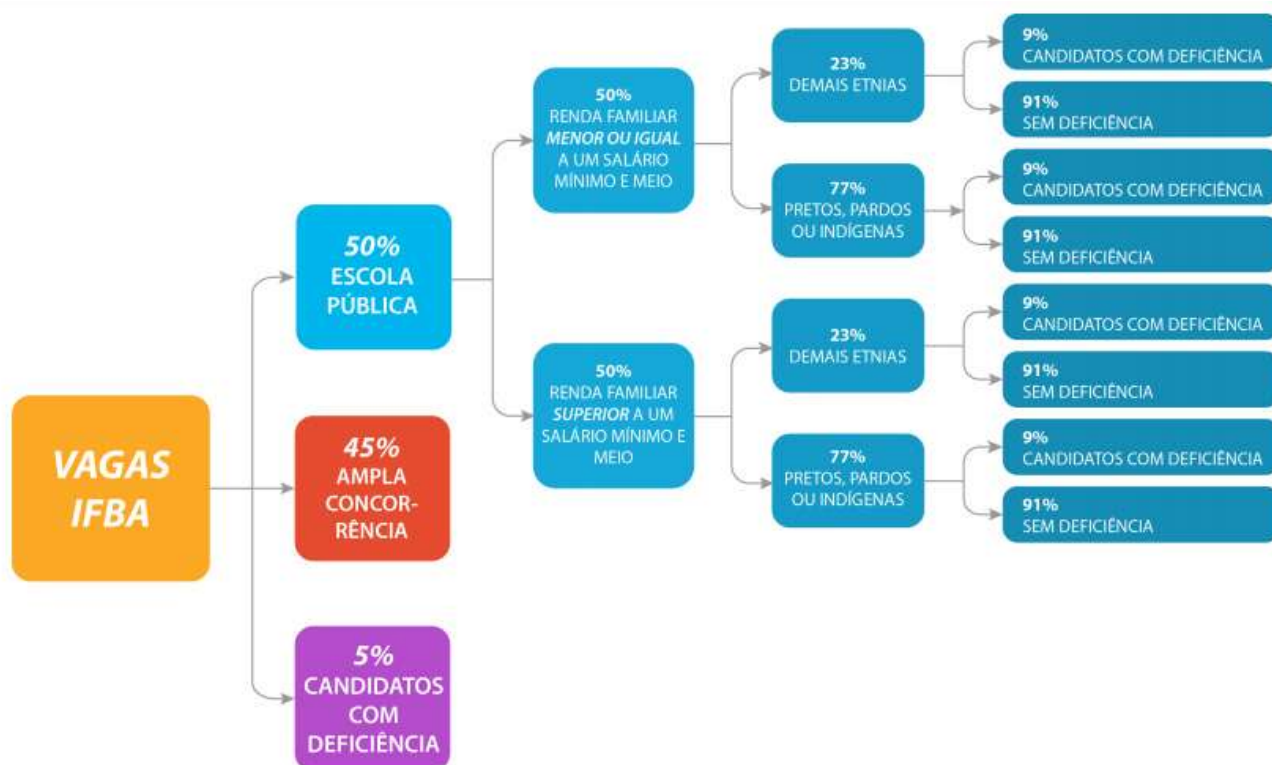 VAGAS
IFBA
50%
ESCOLA
PÚBLICA
45%
AMPLA
CONCOR-
RÊNCIA
5%
CANDIDATOS
COM
DEFICIÊNCIA
50%
RENDA FAMILIAR
MENOR OU IGUAL
A UM SALÁRIO
MÍNIMO E MEIO
50%
RENDA FAMILIAR
SUPERIOR A UM
SALÁRIO MÍNIMO E
MEIO
23%
DEMAIS ETNIAS
77%
PRETOS, PARDOS
OU INDÍGENAS
23%
DEMAIS ETNIAS
77%
PRETOS, PARDOS
OU INDÍGENAS
9%
CANDIDATOS COM DEFICIÊNCIA
91%
SEM DEFICIÊNCIA
9%
CANDIDATOS COM DEFICIÊNCIA
91%
SEM DEFICIÊNCIA
9%
CANDIDATOS COM DEFICIÊNCIA
91%
SEM DEFICIÊNCIA
9%
CANDIDATOS COM DEFICIÊNCIA
91%
SEM DEFICIÊNCIA